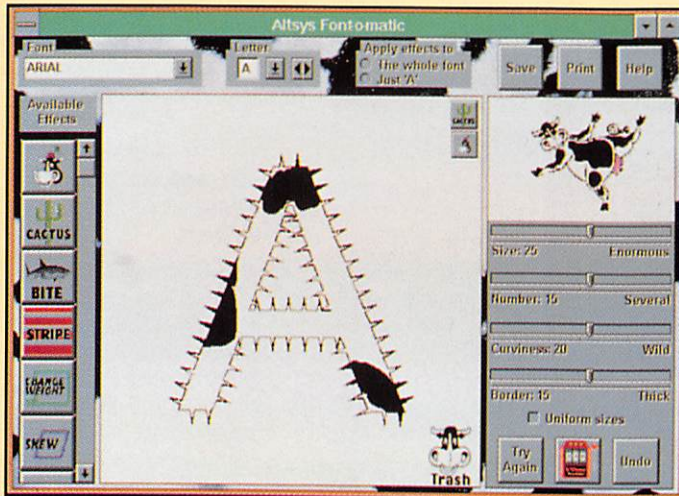 Altsys Fontomatic
Font
ARIAL
Letter
A
Apply effects to
The whole font
Just 'A'
Save
Print
Help
Available
Effects
CACTUS
BITE
STRIPE
CHANGE
WEIGHT
SKEW
CACTUS
A
Trash
Size: 25 Enormous
Number: 15 Several
Curviness: 20 Wild
Border: 15 Thick
Uniform sizes
Try
Again
Undo